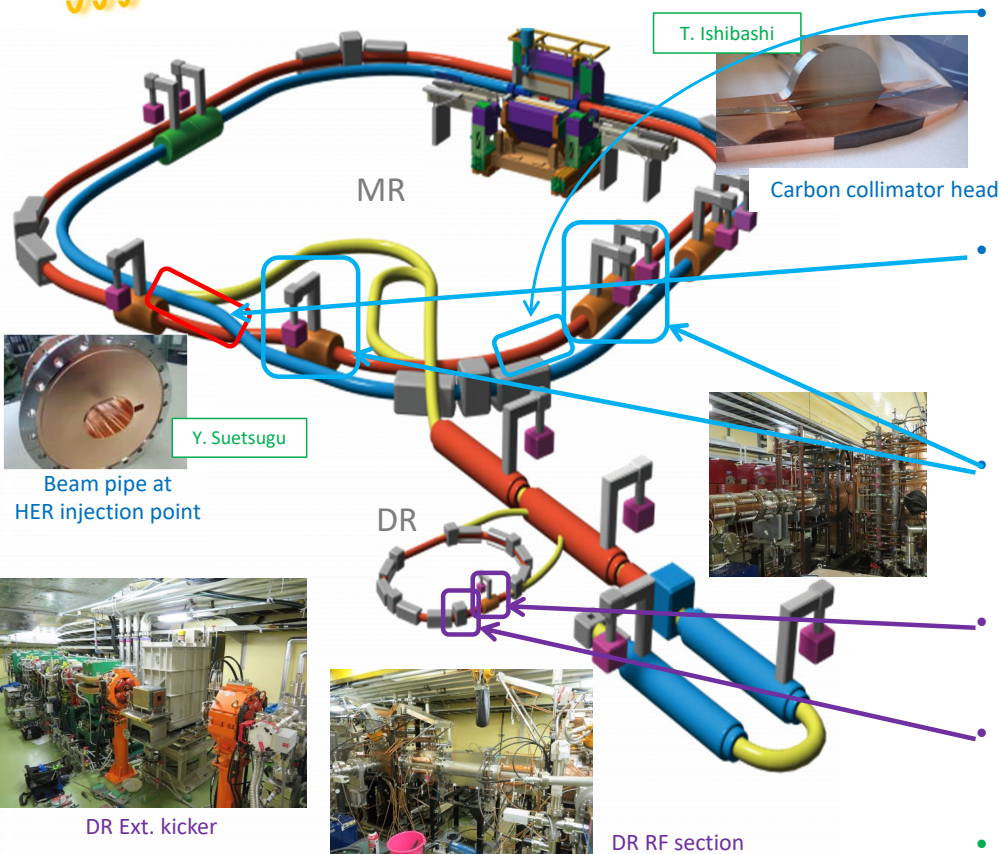 T. Ishibashi
Carbon collimator head
MR
Y. Suetsugu
Beam pipe at
HER injection point
DR
DR Ext. kicker
DR RF section